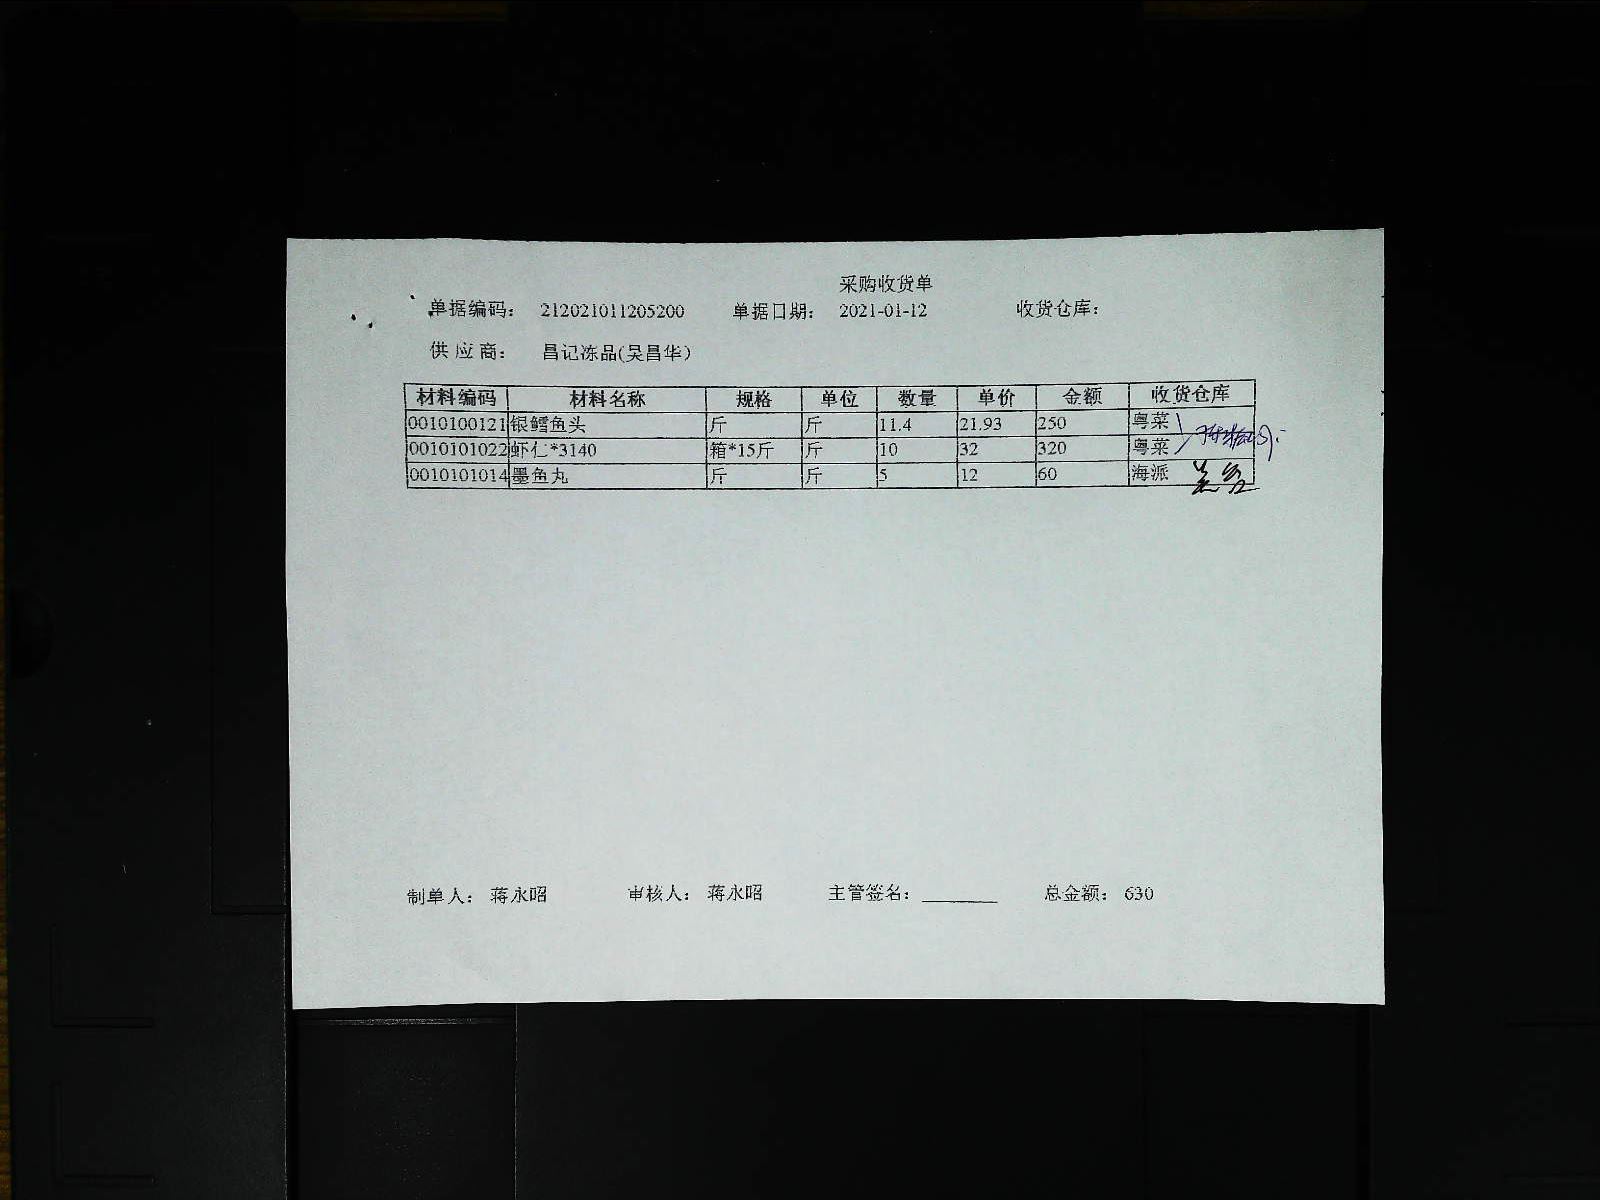 采购收货单
单据编码: 212021011205200 单据日期: 2021-01-12 收货仓库:
供应商: 昌记冻品(吴昌华)
材料编码 材料名称 规格 单位 数量 单价 金额 收货仓库
0010100121 银鳕鱼头 斤 斤 11.4 21.93 250 粤菜
0010101022 虾仁*3140 箱*15斤 斤 10 32 320 粤菜
0010101014 墨鱼丸 斤 斤 5 12 60 海派
制单人: 蒋永昭 审核人: 蒋永昭 主管签名: 总金额: 630